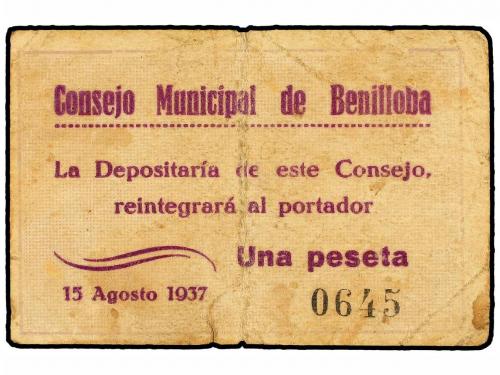 Consejo Municipal de Benilloba
La Depositaría de este Consejo,
reintegrará al portador
Una peseta
15 Agosto 1937
0645